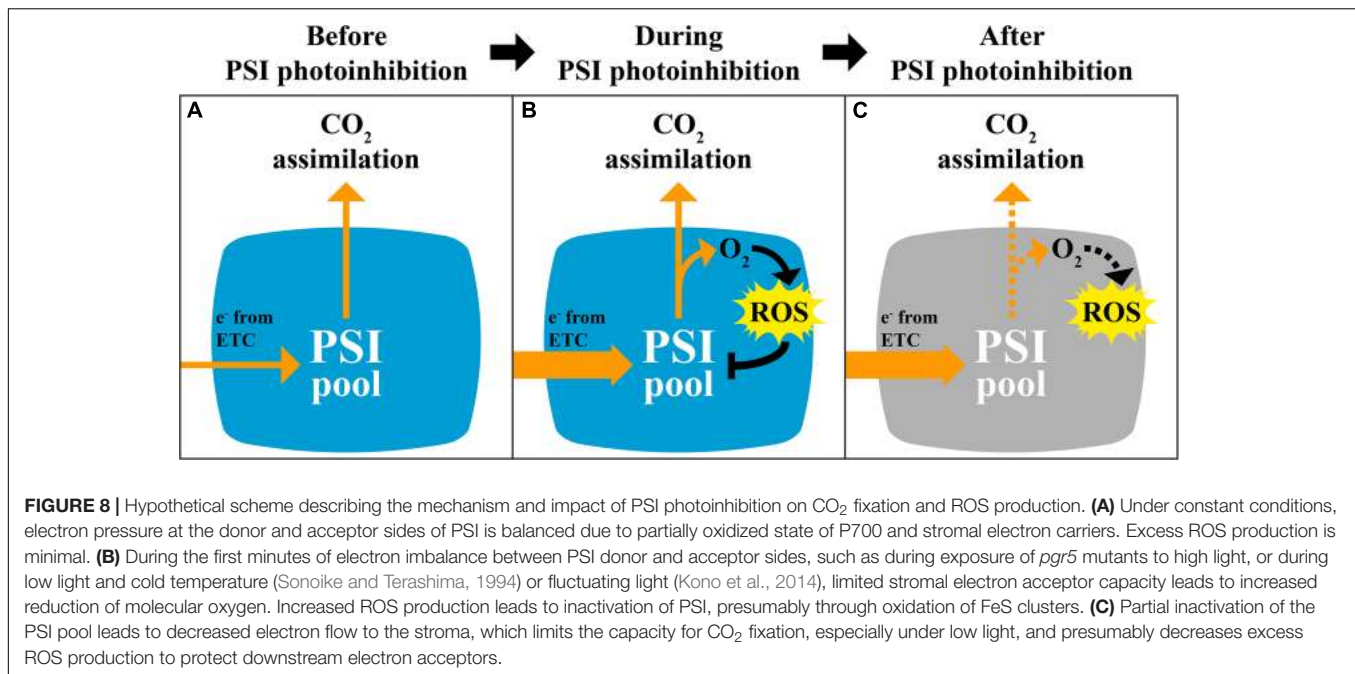 Before
PSI photoinhibition
During
PSI photoinhibition
After
PSI photoinhibition
A
CO₂
assimilation
e⁻ from
ETC
PSI
pool
B
CO₂
assimilation
O₂
ROS
e⁻ from
ETC
PSI
pool
C
CO₂
assimilation
O₂
ROS
e⁻ from
ETC
PSI
pool
FIGURE 8 | Hypothetical scheme describing the mechanism and impact of PSI photoinhibition on CO₂ fixation and ROS production. (A) Under constant conditions,
electron pressure at the donor and acceptor sides of PSI is balanced due to partially oxidized state of P700 and stromal electron carriers. Excess ROS production is
minimal. (B) During the first minutes of electron imbalance between PSI donor and acceptor sides, such as during exposure of pgr5 mutants to high light, or during
low light and cold temperature (Sonoike and Terashima, 1994) or fluctuating light (Kono et al., 2014), limited stromal electron acceptor capacity leads to increased
reduction of molecular oxygen. Increased ROS production leads to inactivation of PSI, presumably through oxidation of FeS clusters. (C) Partial inactivation of the
PSI pool leads to decreased electron flow to the stroma, which limits the capacity for CO₂ fixation, especially under low light, and presumably decreases excess
ROS production to protect downstream electron acceptors.